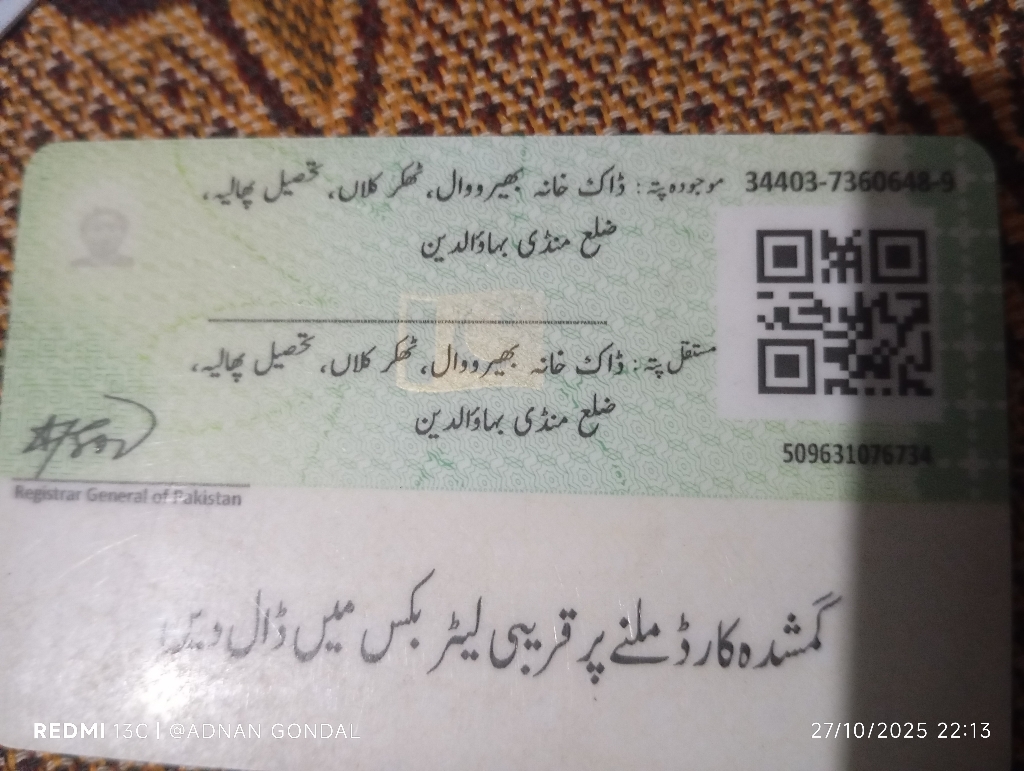 34403-7360648-9
موجودہ پتہ: ڈاک خانہ بھیرووال، ٹھکر کلاں، تحصیل پھالیہ،
ضلع منڈی بہاؤالدین
مستقل پتہ: ڈاک خانہ بھیرووال، ٹھکر کلاں، تحصیل پھالیہ،
ضلع منڈی بہاؤالدین
509631076734
Registrar General of Pakistan
گمشدہ کارڈ ملنے پر قریبی لیٹر بکس میں ڈال دیں
REDMI 13C | @ADNAN GONDAL
27/10/2025 22:13